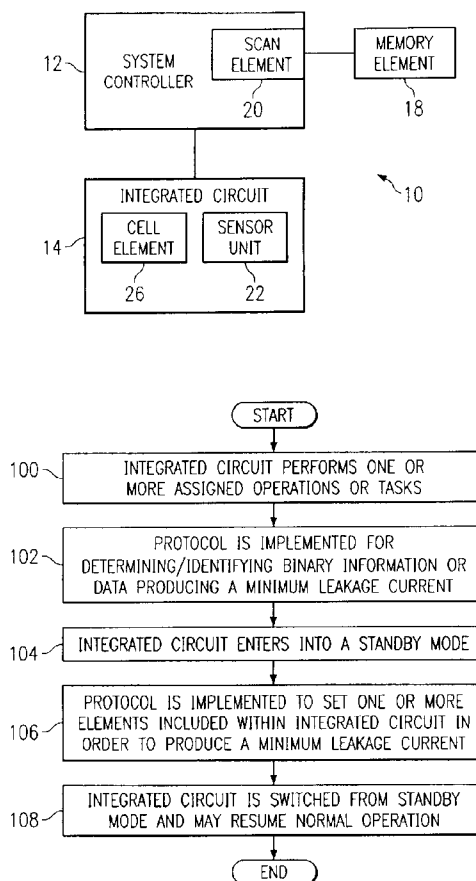 12
SYSTEM
CONTROLLER
SCAN
ELEMENT
20
MEMORY
ELEMENT
18
10
INTEGRATED CIRCUIT
14
CELL
ELEMENT
26
SENSOR
UNIT
22
START
100
INTEGRATED CIRCUIT PERFORMS ONE OR
MORE ASSIGNED OPERATIONS OR TASKS
102
PROTOCOL IS IMPLEMENTED FOR
DETERMINING/IDENTIFYING BINARY INFORMATION OR
DATA PRODUCING A MINIMUM LEAKAGE CURRENT
104
INTEGRATED CIRCUIT ENTERS INTO A STANDBY MODE
106
PROTOCOL IS IMPLEMENTED TO SET ONE OR MORE
ELEMENTS INCLUDED WITHIN INTEGRATED CIRCUIT IN
ORDER TO PRODUCE A MINIMUM LEAKAGE CURRENT
108
INTEGRATED CIRCUIT IS SWITCHED FROM STANDBY
MODE AND MAY RESUME NORMAL OPERATION
END